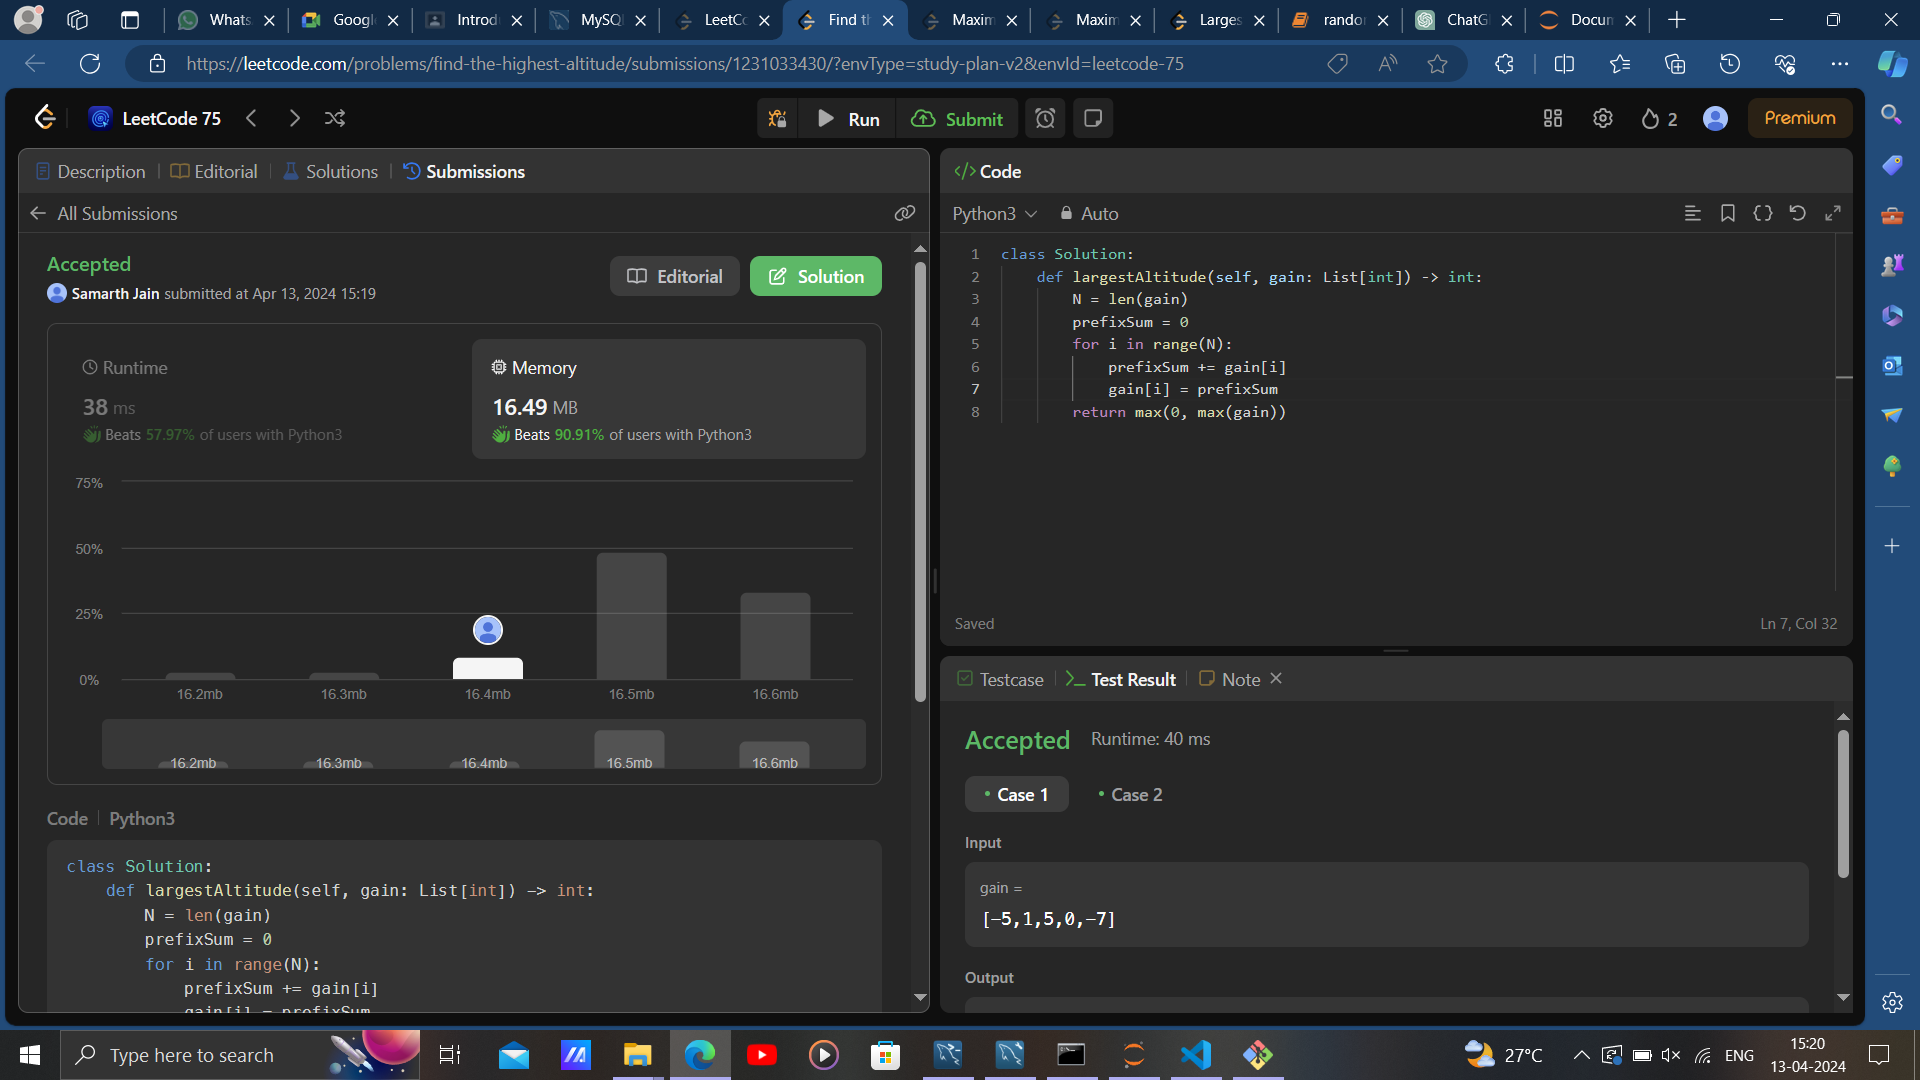 Whats
Googl
Introd
MySQL
LeetCo
Find th
Maxim
Maxim
Larges
randor
ChatG
Docun
https://leetcode.com/problems/find-the-highest-altitude/submissions/1231033430/?envType=study-plan-v2&envId=leetcode-75
LeetCode 75
Run
Submit
2
Premium
Description
Editorial
Solutions
Submissions
All Submissions
Accepted
Samarth Jain submitted at Apr 13, 2024 15:19
Editorial
Solution
Runtime
38 ms
Beats 57.97% of users with Python3
Memory
16.49 MB
Beats 90.91% of users with Python3
75%
50%
25%
0%
16.2mb 16.3mb 16.4mb 16.5mb 16.6mb
16.2mb 16.3mb 16.4mb 16.5mb 16.6mb
Code | Python3
class Solution:
def largestAltitude(self, gain: List[int]) -> int:
N = len(gain)
prefixSum = 0
for i in range(N):
prefixSum += gain[i]
gain[i] = prefixSum
</> Code
Python3
Auto
1 class Solution:
2 def largestAltitude(self, gain: List[int]) -> int:
3 N = len(gain)
4 prefixSum = 0
5 for i in range(N):
6 prefixSum += gain[i]
7 gain[i] = prefixSum
8 return max(0, max(gain))
Saved
Ln 7, Col 32
Testcase
Test Result
Note
Accepted Runtime: 40 ms
• Case 1
• Case 2
Input
gain =
[-5,1,5,0,-7]
Output
Type here to search
27°C
ENG
15:20
13-04-2024